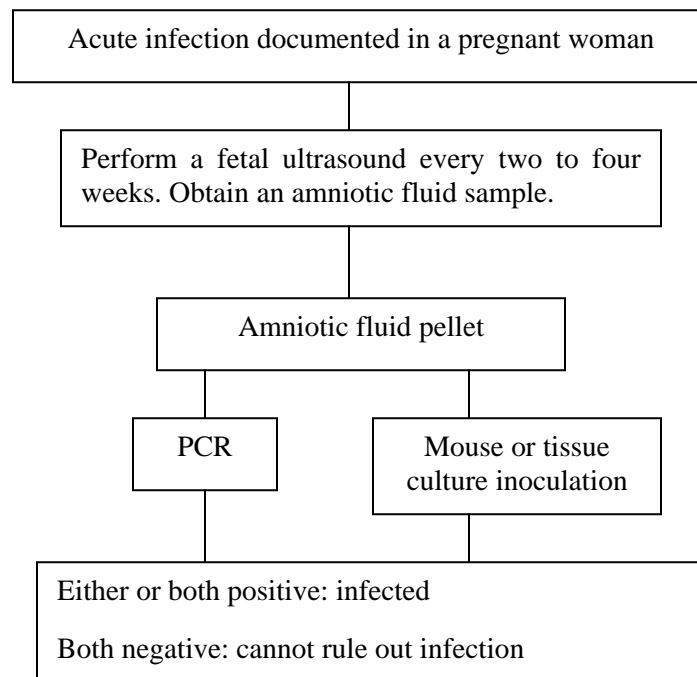 Acute infection documented in a pregnant woman
Perform a fetal ultrasound every two to four
weeks. Obtain an amniotic fluid sample.
Amniotic fluid pellet
PCR
Mouse or tissue
culture inoculation
Either or both positive: infected
Both negative: cannot rule out infection